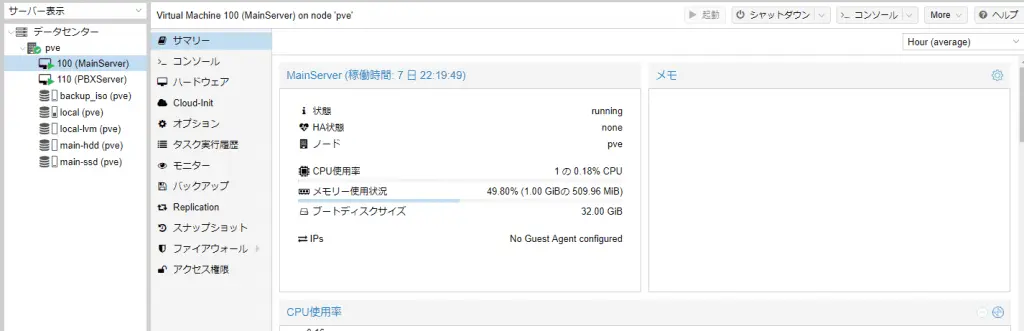 サーバー表示
データセンター
pve
100 (MainServer)
110 (PBXServer)
backup_iso (pve)
local (pve)
local-lvm (pve)
main-hdd (pve)
main-ssd (pve)
Virtual Machine 100 (MainServer) on node 'pve'
起動
シャットダウン
コンソール
More
ヘルプ
サマリー
コンソール
ハードウェア
Cloud-Init
オプション
タスク実行履歴
モニター
バックアップ
Replication
スナップショット
ファイアウォール
アクセス権限
Hour (average)
MainServer (稼働時間: 7 日 22:19:49)
状態 running
HA状態 none
ノード pve
CPU使用率 1 の 0.18% CPU
メモリー使用状況 49.80% (1.00 GiBの 509.96 MiB)
ブートディスクサイズ 32.00 GiB
IPs No Guest Agent configured
メモ
CPU使用率